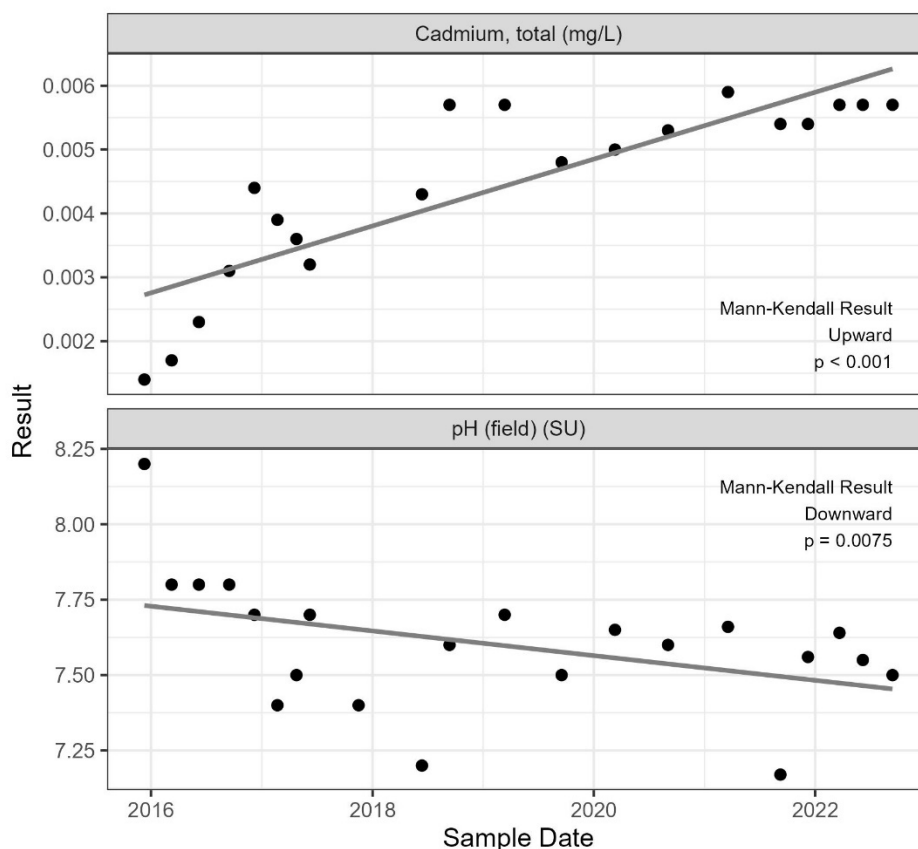 Cadmium, total (mg/L)
0.006
0.005
0.004
0.003
0.002
Mann-Kendall Result
Upward
p < 0.001
Result
pH (field) (SU)
8.25
8.00
7.75
7.50
7.25
Mann-Kendall Result
Downward
p = 0.0075
2016 2018 2020 2022
Sample Date